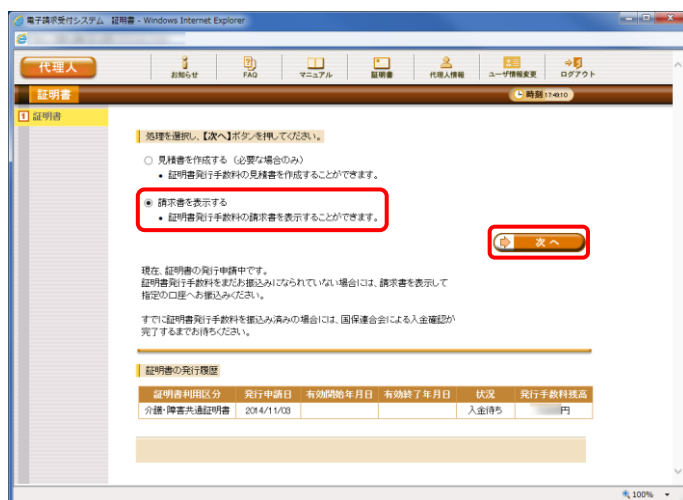 電子請求受付システム 証明書 - Windows Internet Explorer
代理人
お知らせ
FAQ
マニュアル
証明書
代理人情報
ユーザ情報変更
ログアウト
証明書
時刻 17:49:10
1 証明書
処理を選択し、【次へ】ボタンを押してください。
見積書を作成する（必要な場合のみ）
• 証明書発行手数料の見積書を作成することができます。
請求書を表示する
• 証明書発行手数料の請求書を表示することができます。
次へ
現在、証明書の発行申請中です。
証明書発行手数料をまだお振込みになられていない場合には、請求書を表示して
指定の口座へお振込みください。
すでに証明書発行手数料を振込み済みの場合には、国保連合会による入金確認が
完了するまでお待ちください。
証明書の発行履歴
証明書利用区分 発行申請日 有効開始年月日 有効終了年月日 状況 発行手数料残高
介護・障害共通証明書 2014/11/03 入金待ち 円
100%